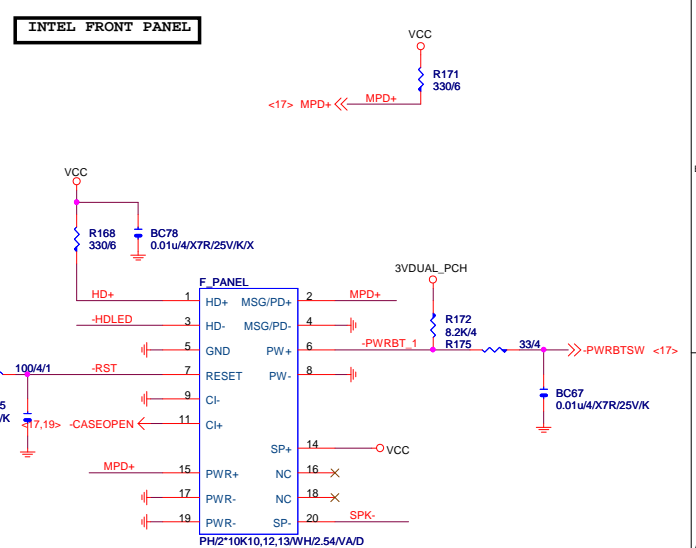 INTEL FRONT PANEL
VCC
R171
330/6
<17> MPD+ MPD+
VCC
R168
330/6
BC78
0.01u/4/X7R/25V/K/X
3VDUAL_PCH
F_PANEL
HD+ 1 HD+ MSG/PD+ 2 MPD+
R172
8.2K/4
-HDLED 3 HD- MSG/PD- 4
R175 33/4
5 GND PW+ 6 -PWRBT_1 -PWRBTSW <17>
100/4/1 -RST 7 RESET PW- 8
BC67
0.01u/4/X7R/25V/K
9 CI-
5
/K
<17,19> -CASEOPEN 11 CI+
SP+ 14 VCC
MPD+ 15 PWR+ NC 16
17 PWR- NC 18
19 PWR- SP- 20 SPK-
PH/2*10K10,12,13/WH/2.54/VA/D